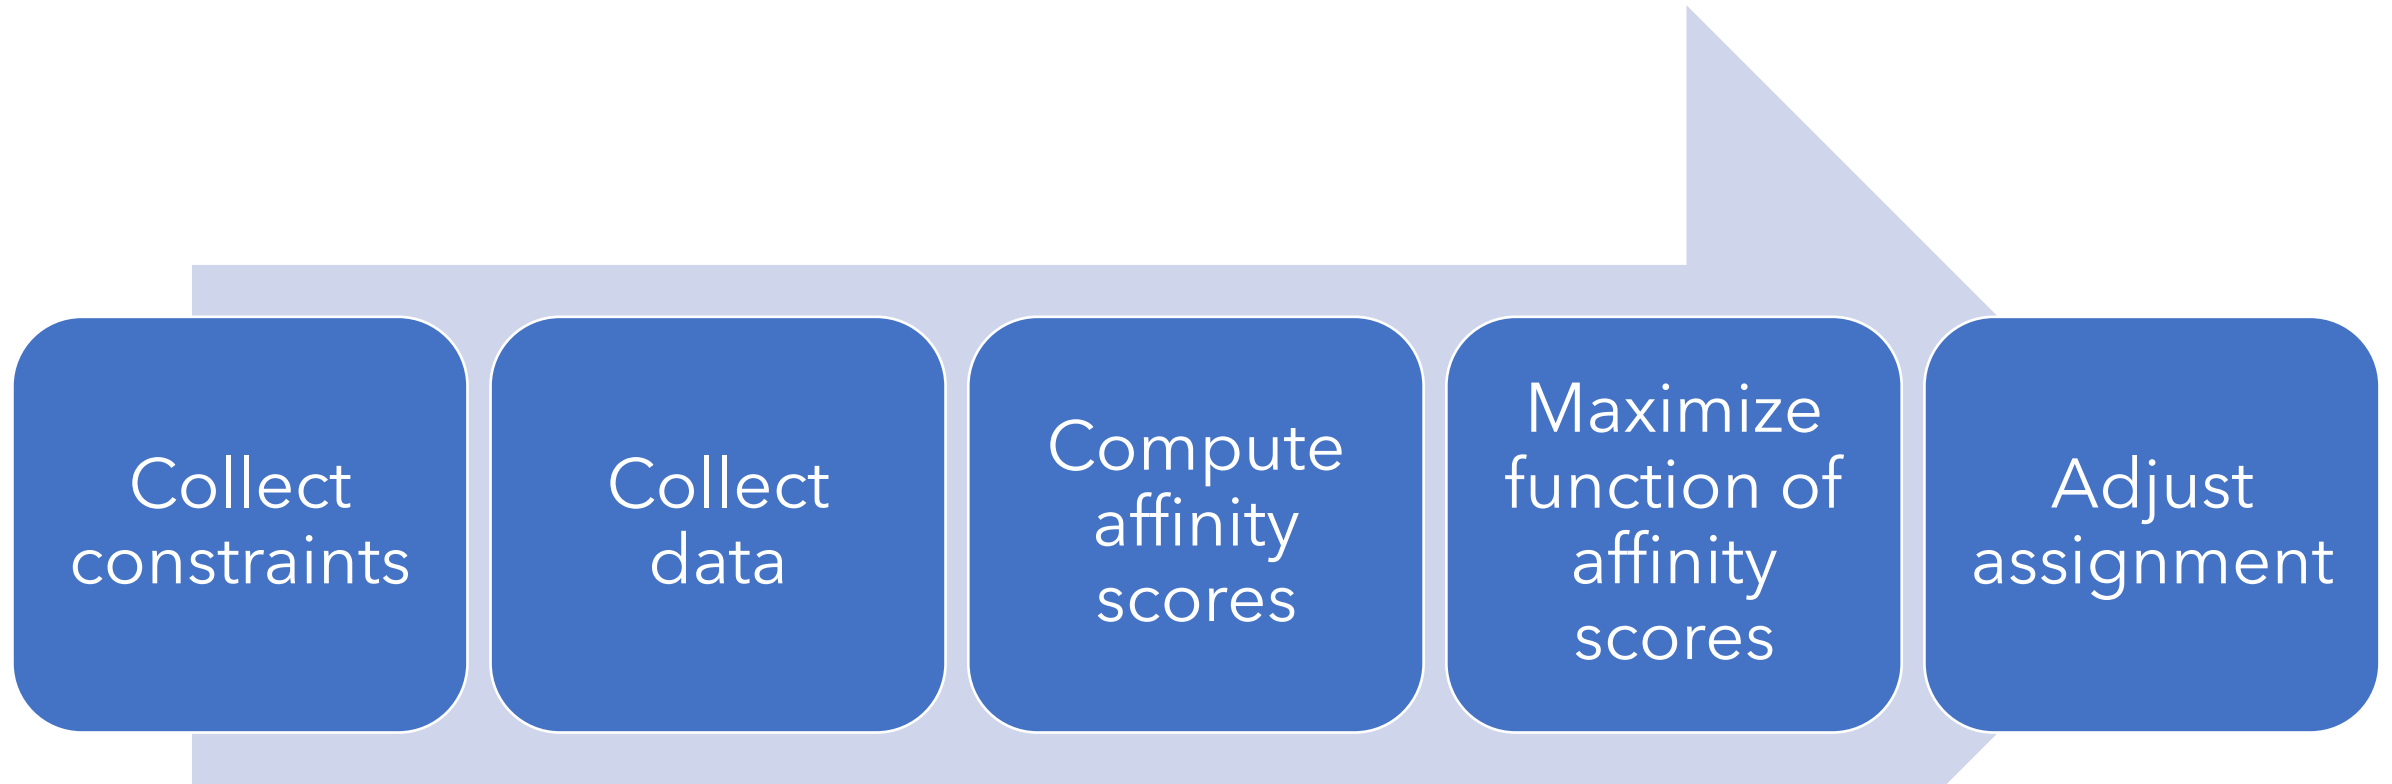 Collect
constraints
Collect
data
Compute
affinity
scores
Maximize
function of
affinity
scores
Adjust
assignment